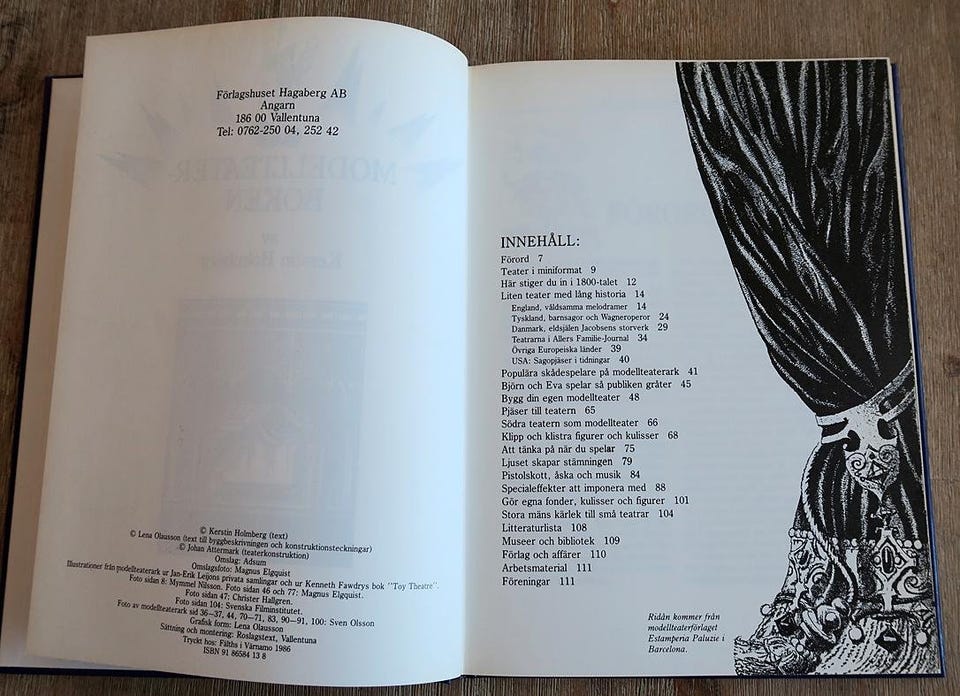 Förlagshuset Hagaberg AB
Angarn
186 00 Vallentuna
Tel: 0762-250 04, 252 42
MODELLTEATER-
BOKEN
av
Kerstin Holmberg
© Kerstin Holmberg (text)
© Lena Olausson (text till byggbeskrivningen och konstruktionsteckningar)
© Johan Attermark (teaterkonstruktion)
Omslag: Adsum
Omslagsfoto: Magnus Elgquist
Illustrationer från modellteaterark ur Jan-Erik Leijons privata samlingar och ur Kenneth Fawdrys bok "Toy Theatre".
Foto sidan 8: Mymmel Nilsson. Foto sidan 46 och 77: Magnus Elgquist.
Foto sidan 47: Christer Hallgren.
Foto sidan 104: Svenska Filminstitutet.
Foto av modellteaterark sid 36–37, 44, 70–71, 83, 90–91, 100: Sven Olsson
Grafisk form: Lena Olausson
Sättning och montering: Roslagstext, Vallentuna
Tryckt hos: Fälths i Värnamo 1986
ISBN 91 86584 13 8
INNEHÅLL:
Förord 7
Teater i miniformat 9
Här stiger du in i 1800-talet 12
Liten teater med lång historia 14
England, våldsamma melodramer 14
Tyskland, barnsagor och Wagneroperor 24
Danmark, eldsjälen Jacobsens storverk 29
Teatrarna i Allers Familie-Journal 34
Övriga Europeiska länder 39
USA: Sagopjäser i tidningar 40
Populära skådespelare på modellteaterark 41
Björn och Eva spelar så publiken gråter 45
Bygg din egen modellteater 48
Pjäser till teatern 65
Södra teatern som modellteater 66
Klipp och klistra figurer och kulisser 68
Att tänka på när du spelar 75
Ljuset skapar stämningen 79
Pistolskott, åska och musik 84
Specialeffekter att imponera med 88
Gör egna fonder, kulisser och figurer 101
Stora mäns kärlek till små teatrar 104
Litteraturlista 108
Museer och bibliotek 109
Förlag och affärer 110
Arbetsmaterial 111
Föreningar 111
Ridån kommer från
modellteaterförlaget
Estamperia Paluzie i
Barcelona.